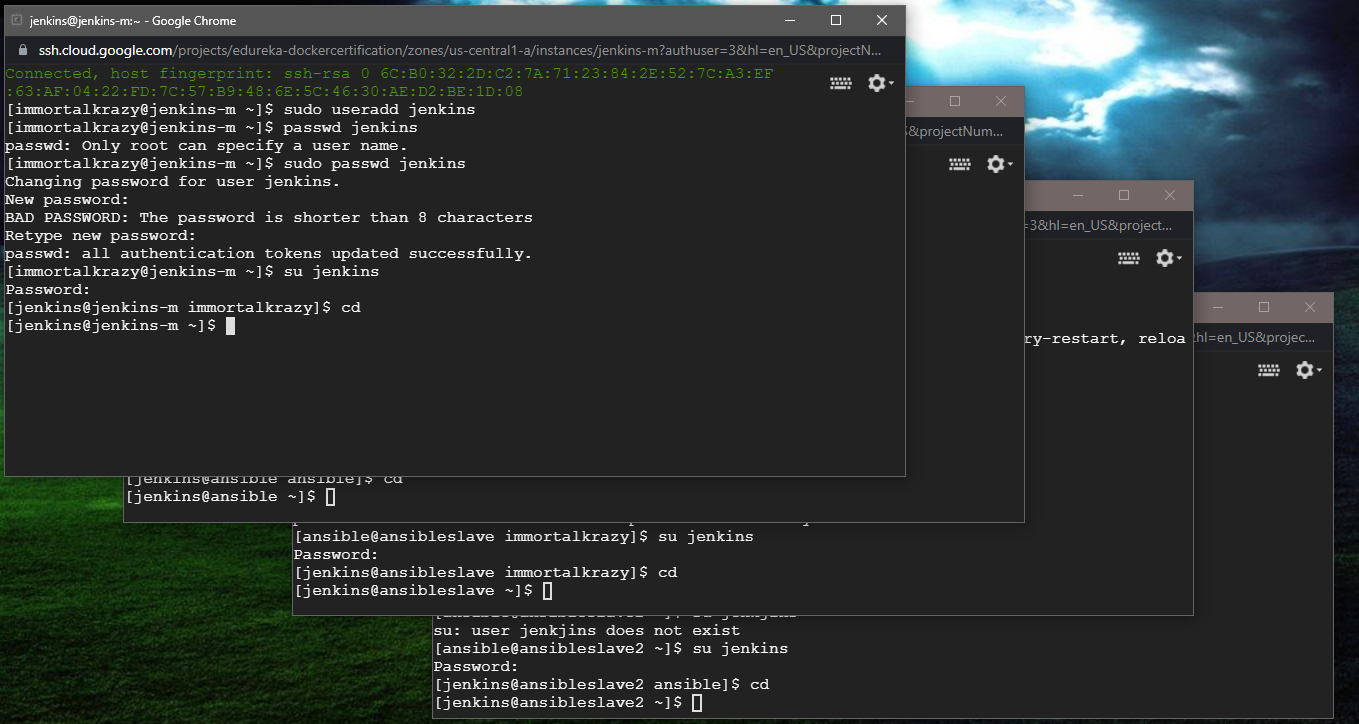 jenkins@jenkins-m:~ - Google Chrome
ssh.cloud.google.com/projects/edureka-dockercertification/zones/us-central1-a/instances/jenkins-m?authuser=3&hl=en_US&projectN...
Connected, host fingerprint: ssh-rsa 0 6C:B0:32:2D:C2:7A:71:23:84:2E:52:7C:A3:EF
:63:AF:04:22:FD:7C:57:B9:48:6E:5C:46:30:AE:D2:BE:1D:08
[immortalkrazy@jenkins-m ~]$ sudo useradd jenkins
[immortalkrazy@jenkins-m ~]$ passwd jenkins
passwd: Only root can specify a user name.
[immortalkrazy@jenkins-m ~]$ sudo passwd jenkins
Changing password for user jenkins.
New password:
BAD PASSWORD: The password is shorter than 8 characters
Retype new password:
passwd: all authentication tokens updated successfully.
[immortalkrazy@jenkins-m ~]$ su jenkins
Password:
[jenkins@jenkins-m immortalkrazy]$ cd
[jenkins@jenkins-m ~]$
&projectNum...
[jenkins@ansible ansible]$ cd
[jenkins@ansible ~]$
=3&hl=en_US&project...
ry-restart, reloa
[ansible@ansibleslave immortalkrazy]$ su jenkins
Password:
[jenkins@ansibleslave immortalkrazy]$ cd
[jenkins@ansibleslave ~]$
hl=en_US&projec...
su: user jenkjins does not exist
[ansible@ansibleslave2 ~]$ su jenkins
Password:
[jenkins@ansibleslave2 ansible]$ cd
[jenkins@ansibleslave2 ~]$